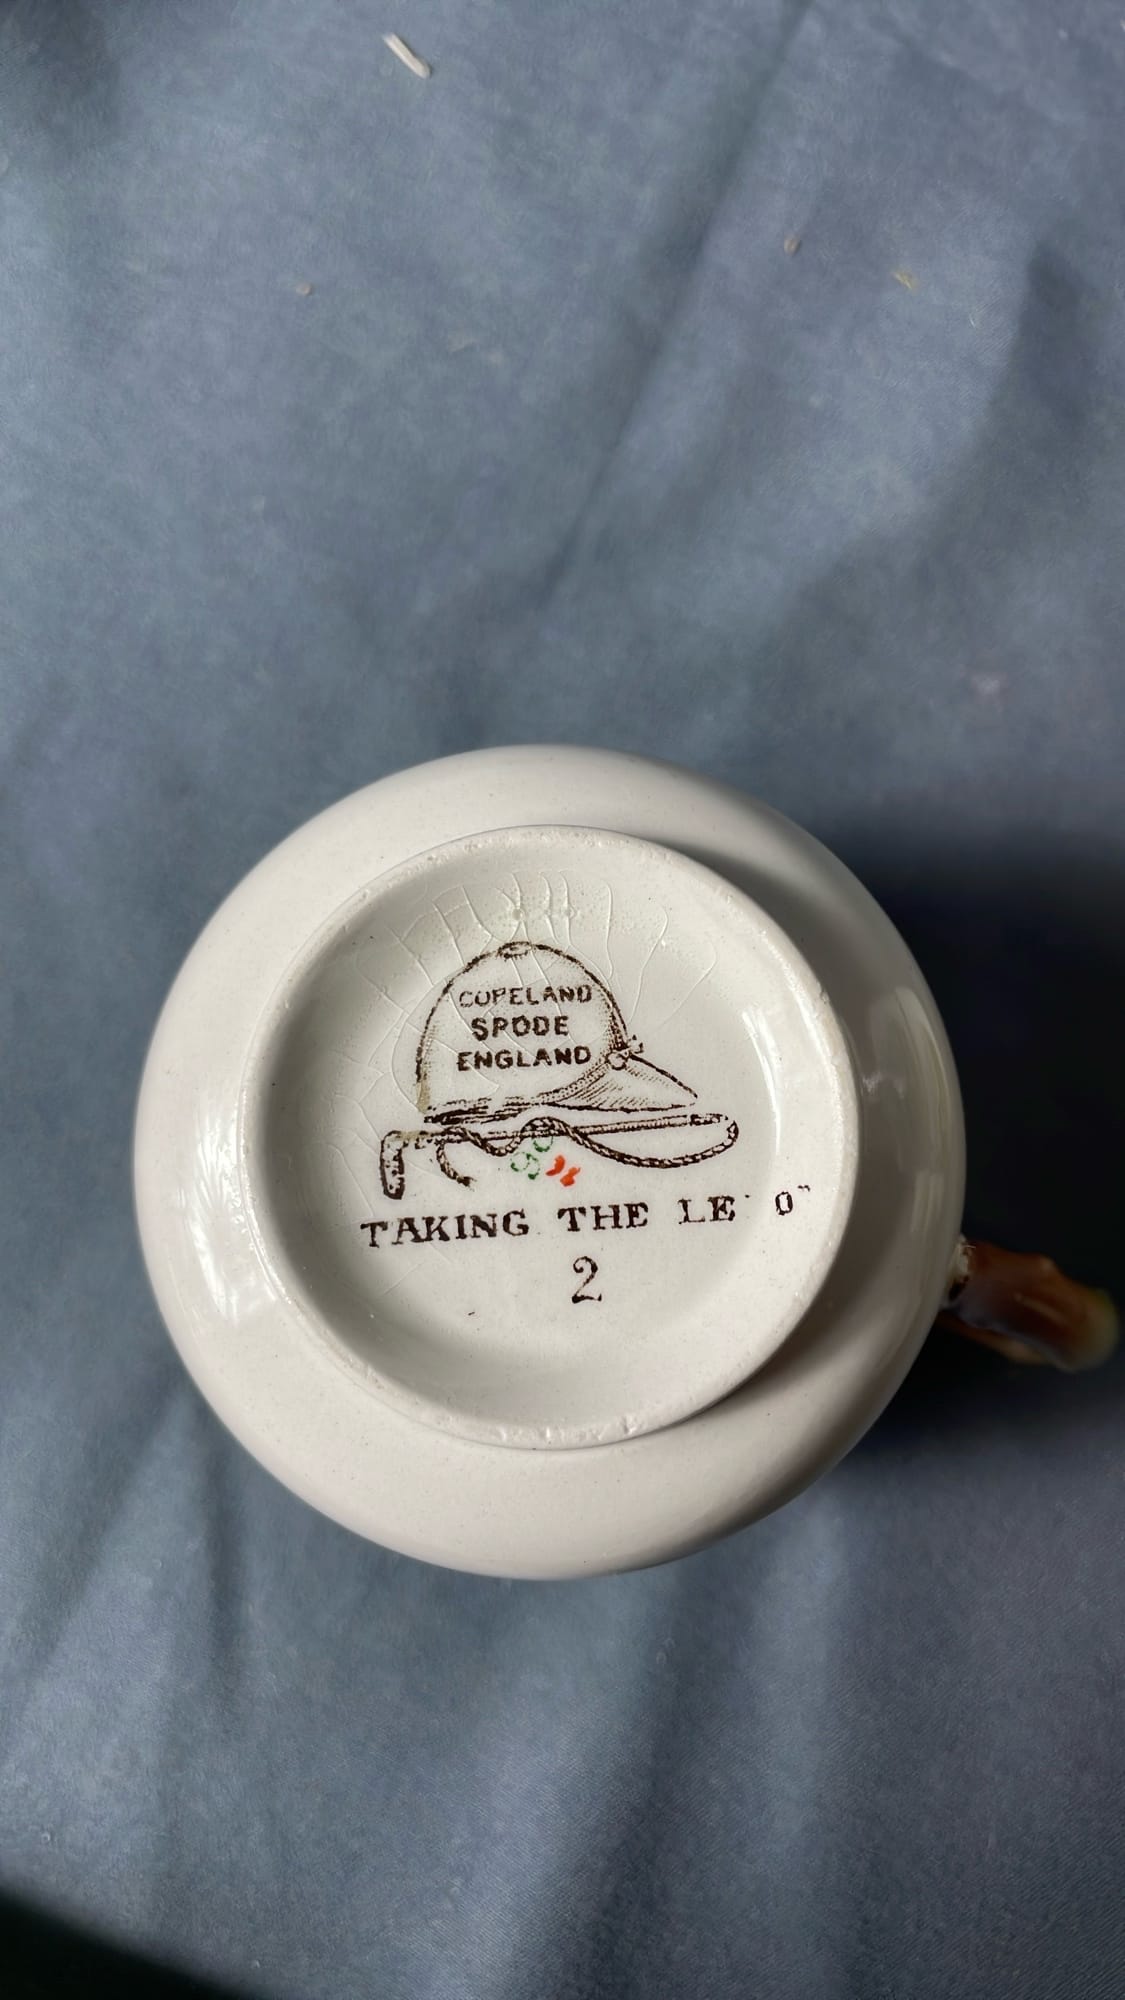 COPELAND
SPODE
ENGLAND
TAKING THE
2